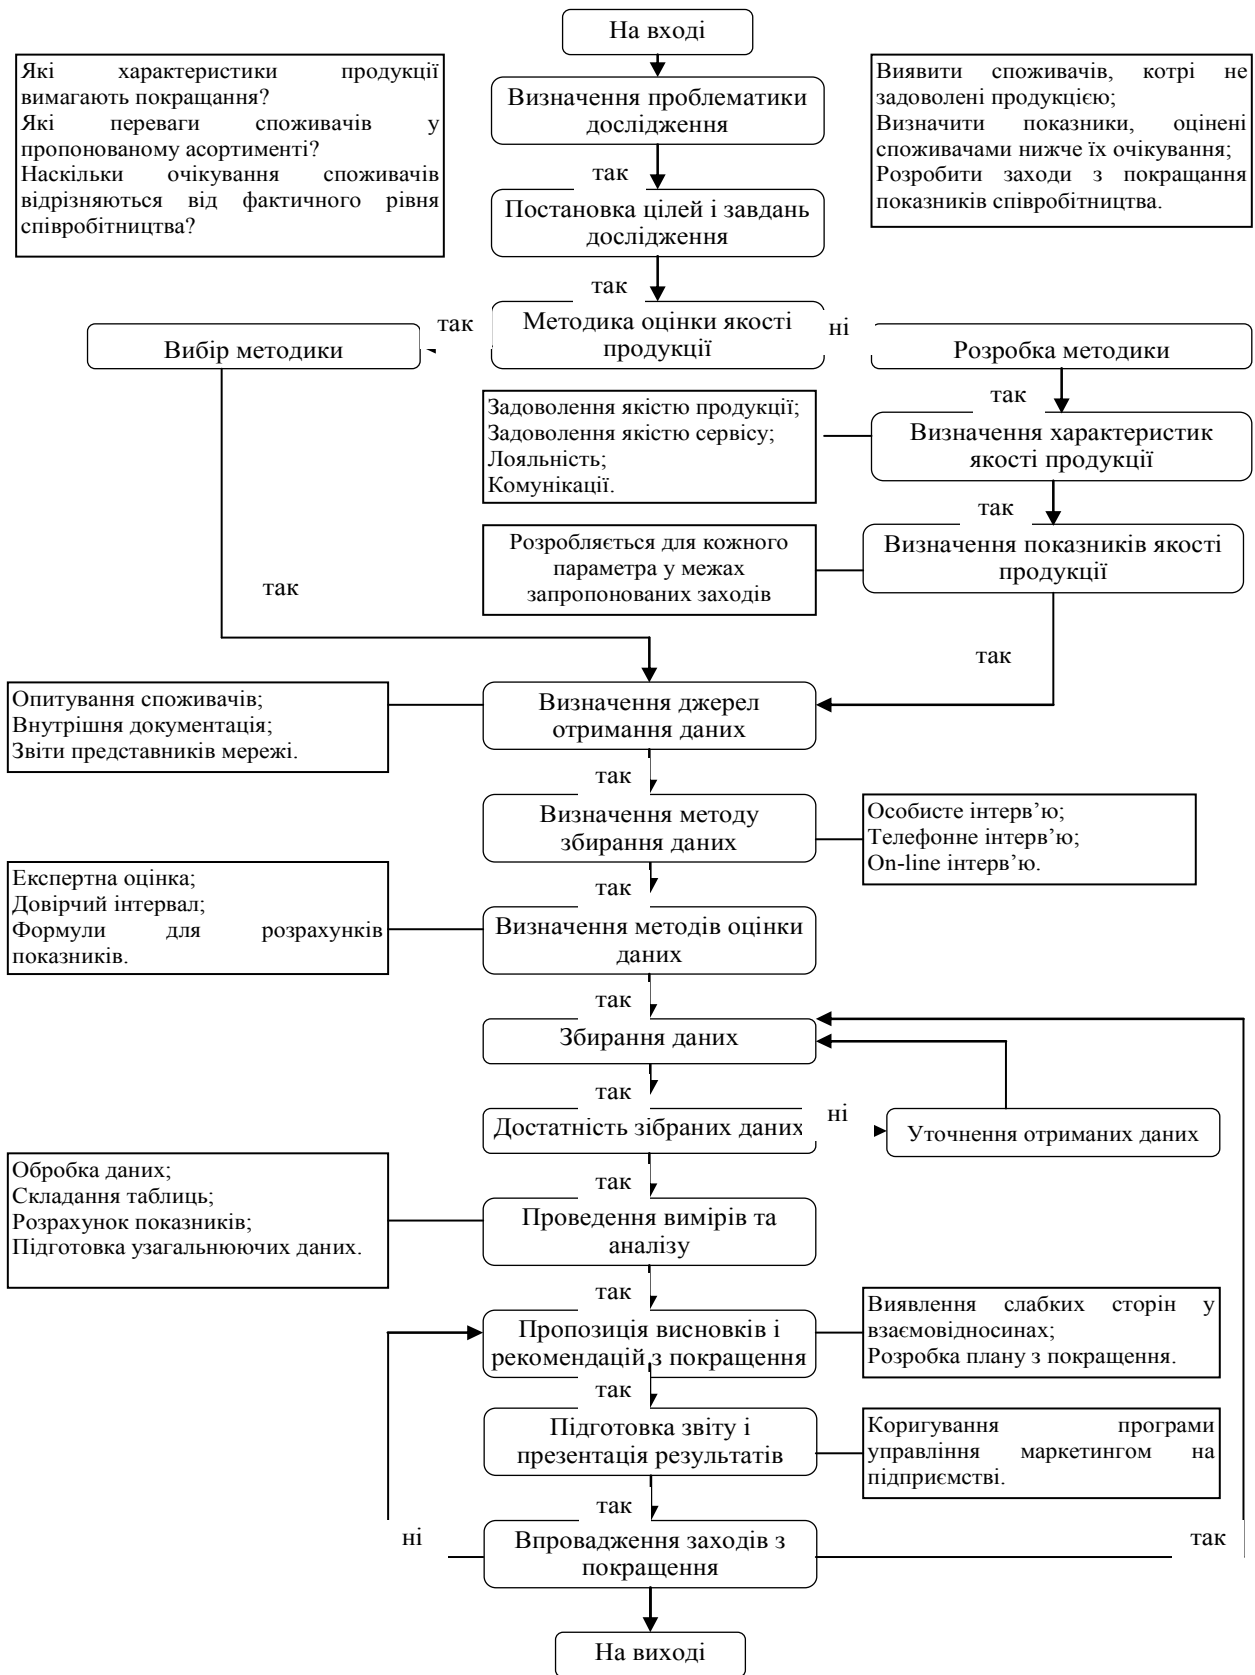 На вході
Які характеристики продукції
вимагають покращання?
Які переваги споживачів у
пропонованому асортименті?
Наскільки очікування споживачів
відрізняються від фактичного рівня
співробітництва?
Визначення проблематики
дослідження
Виявити споживачів, котрі не
задоволені продукцією;
Визначити показники, оцінені
споживачами нижче їх очікування;
Розробити заходи з покращання
показників співробітництва.
так
Постановка цілей і завдань
дослідження
так
Вибір методики
так
Методика оцінки якості
продукції
ні
Розробка методики
так
Задоволення якістю продукції;
Задоволення якістю сервісу;
Лояльність;
Комунікації.
Визначення характеристик
якості продукції
так
Розробляється для кожного
параметра у межах
запропонованих заходів
Визначення показників якості
продукції
так
так
Опитування споживачів;
Внутрішня документація;
Звіти представників мережі.
Визначення джерел
отримання даних
так
Визначення методу
збирання даних
Особисте інтерв’ю;
Телефонне інтерв’ю;
On-line інтерв’ю.
так
Експертна оцінка;
Довірчий інтервал;
Формули для розрахунків
показників.
Визначення методів оцінки
даних
так
Збирання даних
так
Достатність зібраних даних
ні
Уточнення отриманих даних
так
Обробка даних;
Складання таблиць;
Розрахунок показників;
Підготовка узагальнюючих даних.
Проведення вимірів та
аналізу
так
Пропозиція висновків і
рекомендацій з покращення
Виявлення слабких сторін у
взаємовідносинах;
Розробка плану з покращення.
так
Підготовка звіту і
презентація результатів
Коригування програми
управління маркетингом на
підприємстві.
так
ні
Впровадження заходів з
покращення
так
На виході